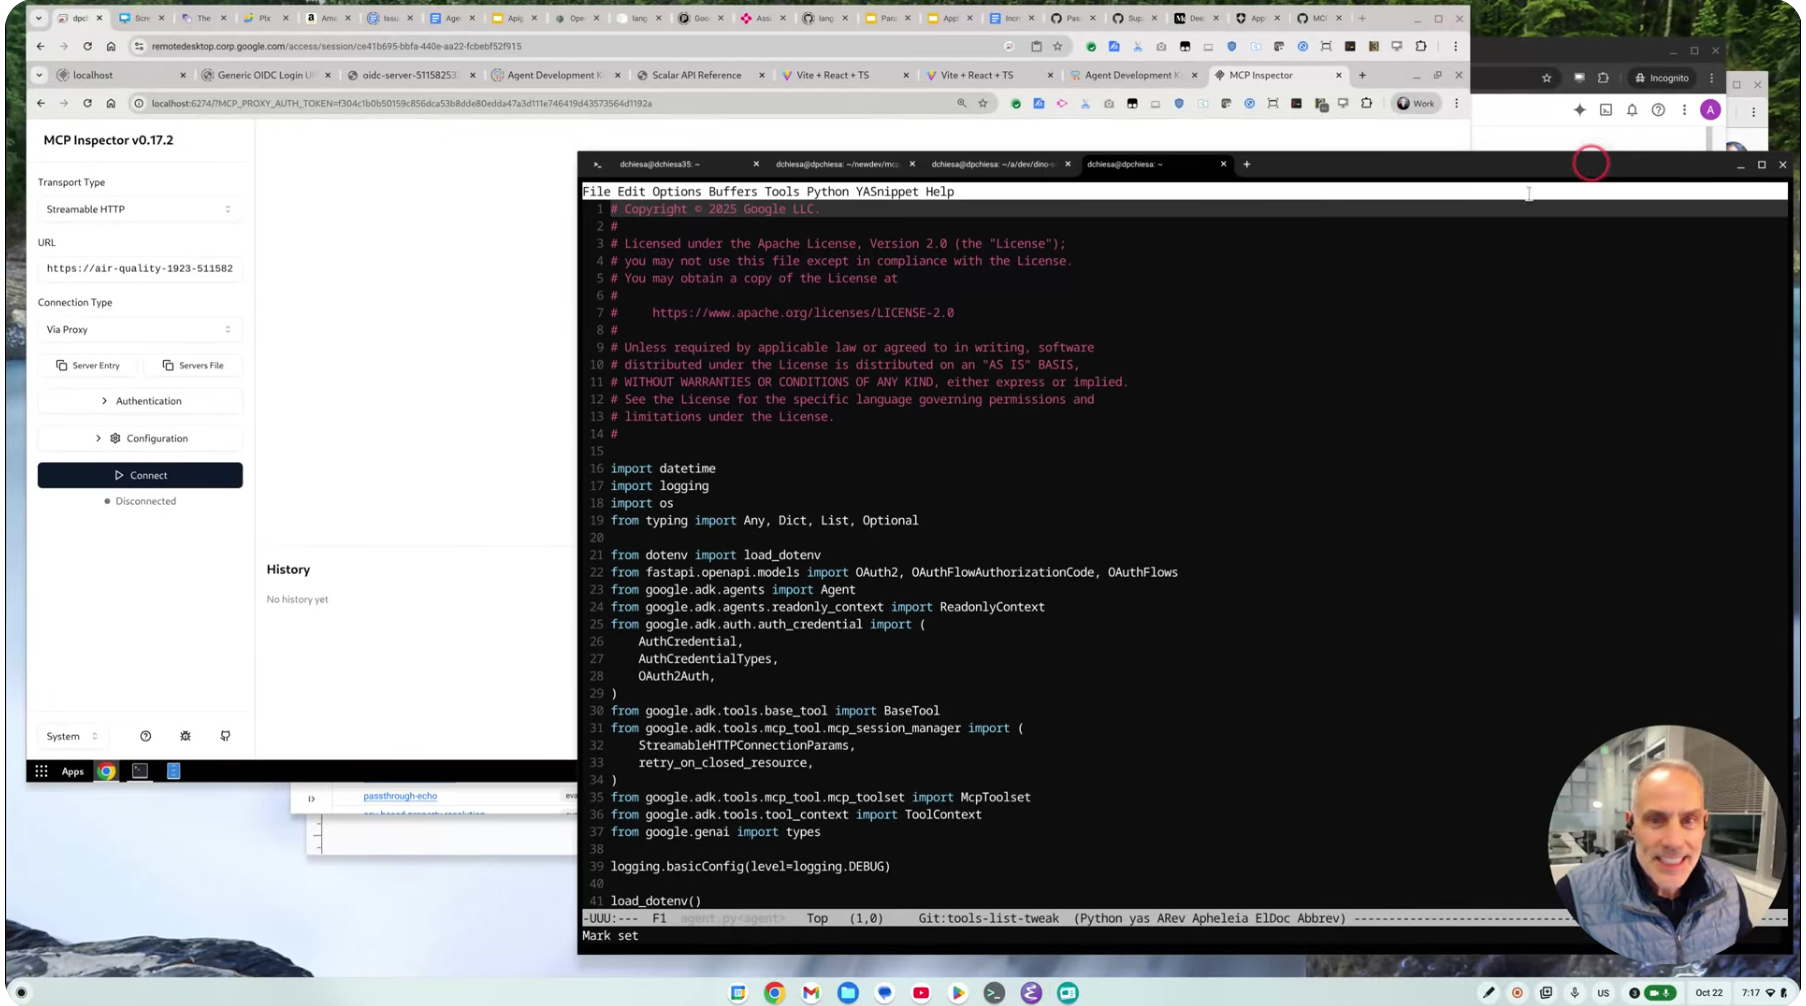 dpcl
Scre
The
Pfx
Ama
Issu
Age
Apig
Ope
lang
Goo
Assi
lang
Para
Appl
Incre
Pas
Sup
Dee
App
MCI
remotedesktop.corp.google.com/access/session/ce41b695-bbfa-440e-aa22-fcbebf52f915
localhost
Generic OIDC Login U
oidc-server-51158253
Agent Development K
Scalar API Reference
Vite + React + TS
Vite + React + TS
Agent Development K
MCP Inspector
localhost:6274/?MCP_PROXY_AUTH_TOKEN=f304c1b0b50159c856dca53b8dde80edda47a3d111e746419d43573564d1192a
Work
Incognito
A
MCP Inspector v0.17.2
Transport Type
Streamable HTTP
URL
https://air-quality-1923-511582
Connection Type
Via Proxy
Server Entry
Servers File
Authentication
Configuration
Connect
Disconnected
System
History
No history yet
Apps
passthrough-echo
eva
dchiesa@dchiesa35: ~
dchiesa@dpchiesa: ~/newdev/mcp
dchiesa@dpchiesa: ~/a/dev/dino-s
dchiesa@dpchiesa: ~
File Edit Options Buffers Tools Python YASnippet Help
1 # Copyright © 2025 Google LLC.
2 #
3 # Licensed under the Apache License, Version 2.0 (the "License");
4 # you may not use this file except in compliance with the License.
5 # You may obtain a copy of the License at
6 #
7 #     https://www.apache.org/licenses/LICENSE-2.0
8 #
9 # Unless required by applicable law or agreed to in writing, software
10 # distributed under the License is distributed on an "AS IS" BASIS,
11 # WITHOUT WARRANTIES OR CONDITIONS OF ANY KIND, either express or implied.
12 # See the License for the specific language governing permissions and
13 # limitations under the License.
14 #
15
16 import datetime
17 import logging
18 import os
19 from typing import Any, Dict, List, Optional
20
21 from dotenv import load_dotenv
22 from fastapi.openapi.models import OAuth2, OAuthFlowAuthorizationCode, OAuthFlows
23 from google.adk.agents import Agent
24 from google.adk.agents.readonly_context import ReadonlyContext
25 from google.adk.auth.auth_credential import (
26     AuthCredential,
27     AuthCredentialTypes,
28     OAuth2Auth,
29 )
30 from google.adk.tools.base_tool import BaseTool
31 from google.adk.tools.mcp_tool.mcp_session_manager import (
32     StreamableHTTPConnectionParams,
33     retry_on_closed_resource,
34 )
35 from google.adk.tools.mcp_tool.mcp_toolset import McpToolset
36 from google.adk.tools.tool_context import ToolContext
37 from google.genai import types
38
39 logging.basicConfig(level=logging.DEBUG)
40
41 load_dotenv()
-UUU:--- F1 agent.py<agent> Top (1,0) Git:tools-list-tweak (Python yas ARev Apheleia ElDoc Abbrev)
Mark set
US
Oct 22
7:17